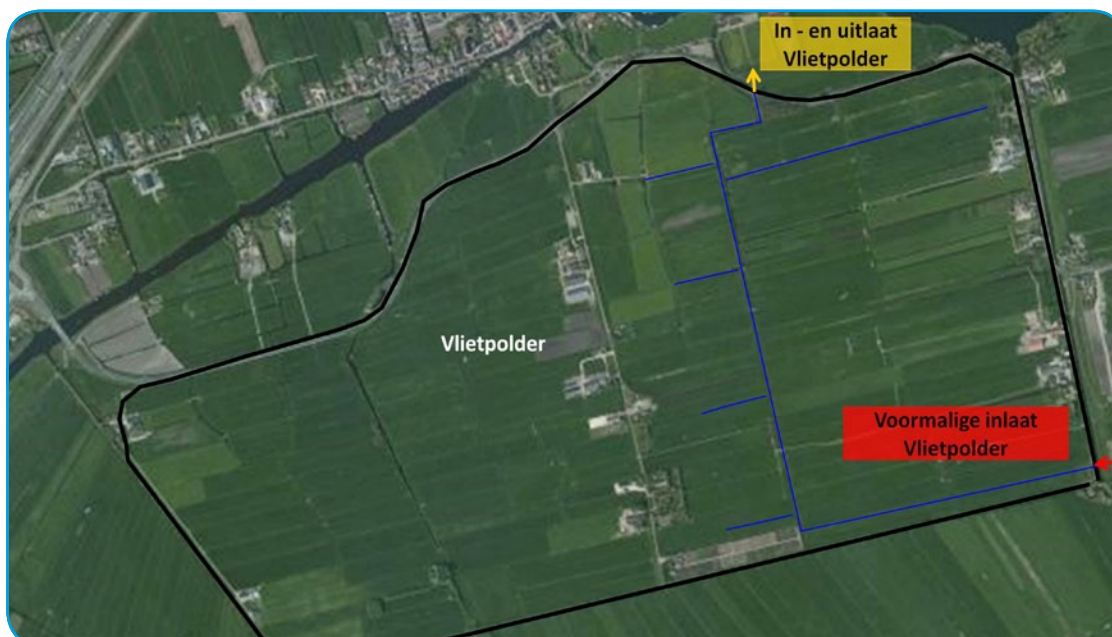 In - en uitlaat
Vlietpolder
Vlietpolder
Voormalige inlaat
Vlietpolder